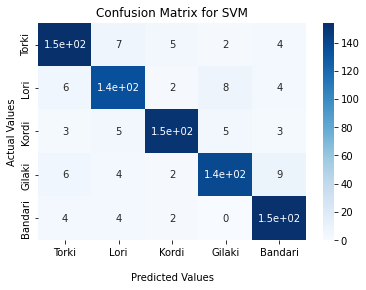 Confusion Matrix for SVM
Torki 1.5e+02 7 5 2 4
Lori 6 1.4e+02 2 8 4
Kordi 3 5 1.5e+02 5 3
Gilaki 6 4 2 1.4e+02 9
Bandari 4 4 2 0 1.5e+02
Torki Lori Kordi Gilaki Bandari
Predicted Values
Actual Values
140
120
100
80
60
40
20
0